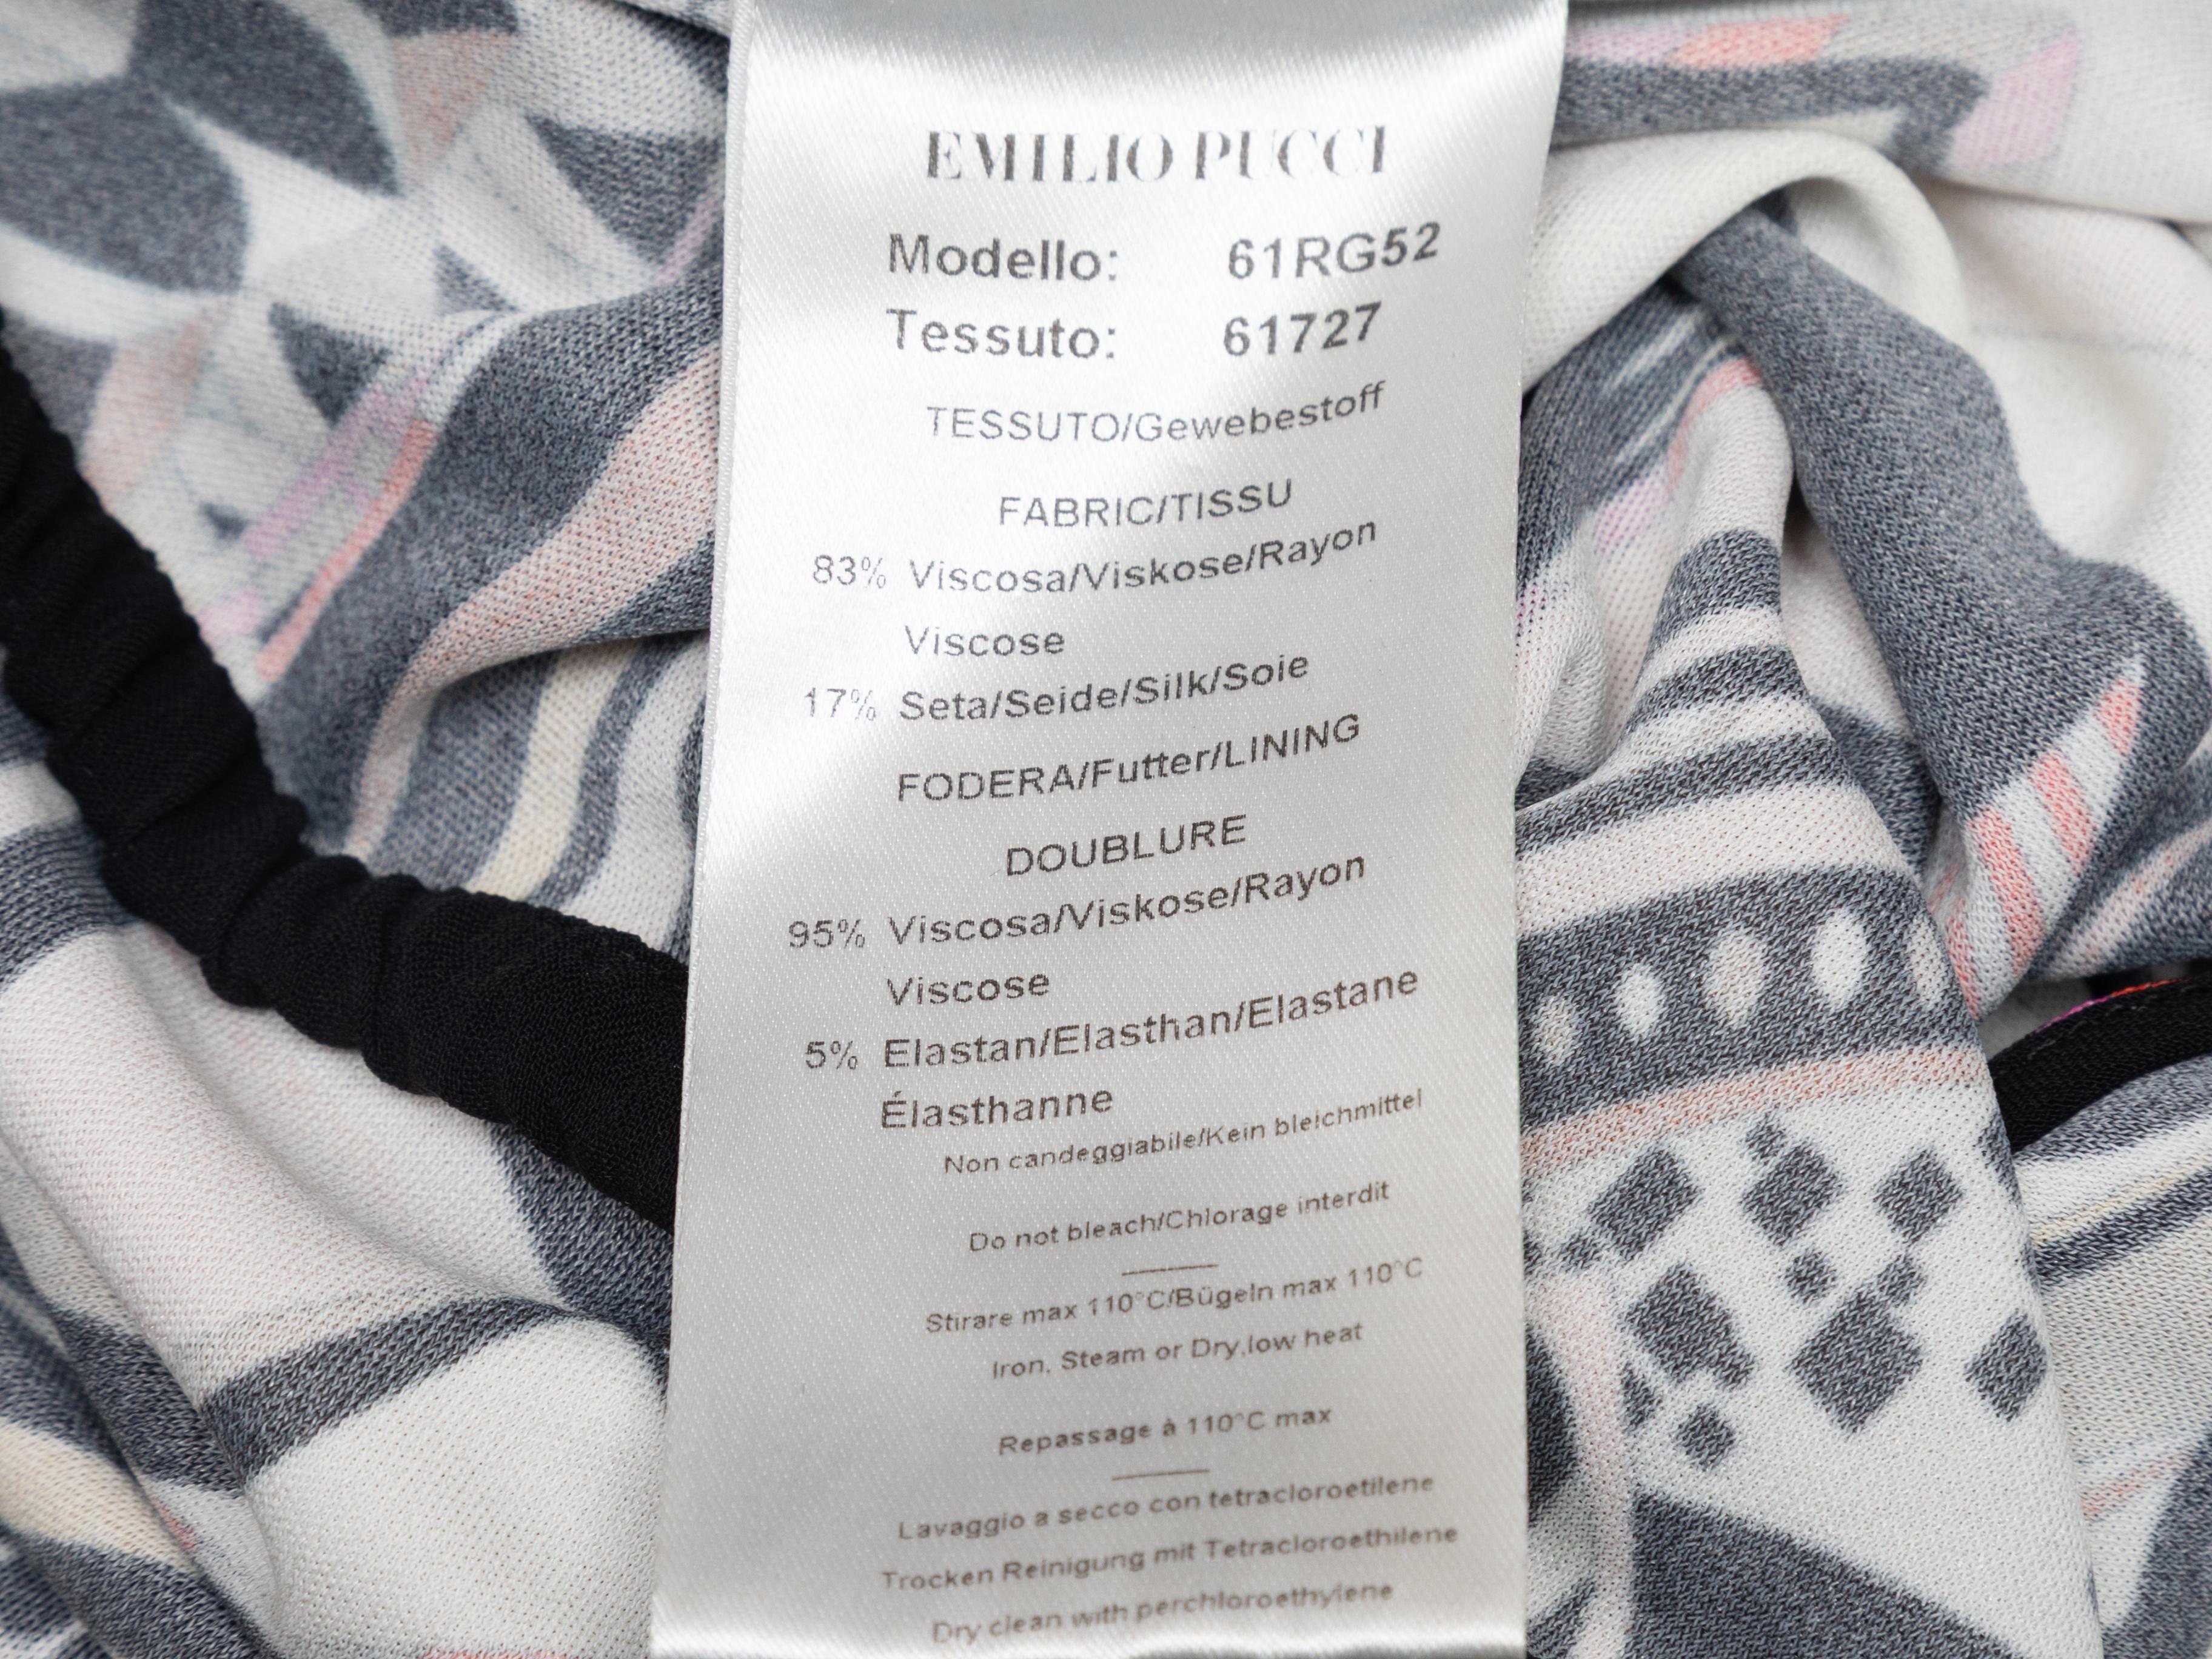 EMILIO PUCCI
Modello: 61RG52
Tessuto: 61727
TESSUTO/Gewebestoff
FABRIC/TISSU
83% Viscosa/Viskose/Rayon
Viscose
17% Seta/Seide/Silk/Soie
FODERA/Futter/LINING
DOUBLURE
95% Viscosa/Viskose/Rayon
Viscose
5% Elastan/Elasthan/Elastane
Élasthanne
Non candeggiabile/Kein bleichmittel
Do not bleach/Chlorage interdit
Stirare max 110°C/Bügeln max 110°C
Iron, Steam or Dry,low heat
Repassage à 110°C max
Lavaggio a secco con tetracloroetilene
Trocken Reinigung mit Tetracloroethilene
Dry clean with perchloroethylene